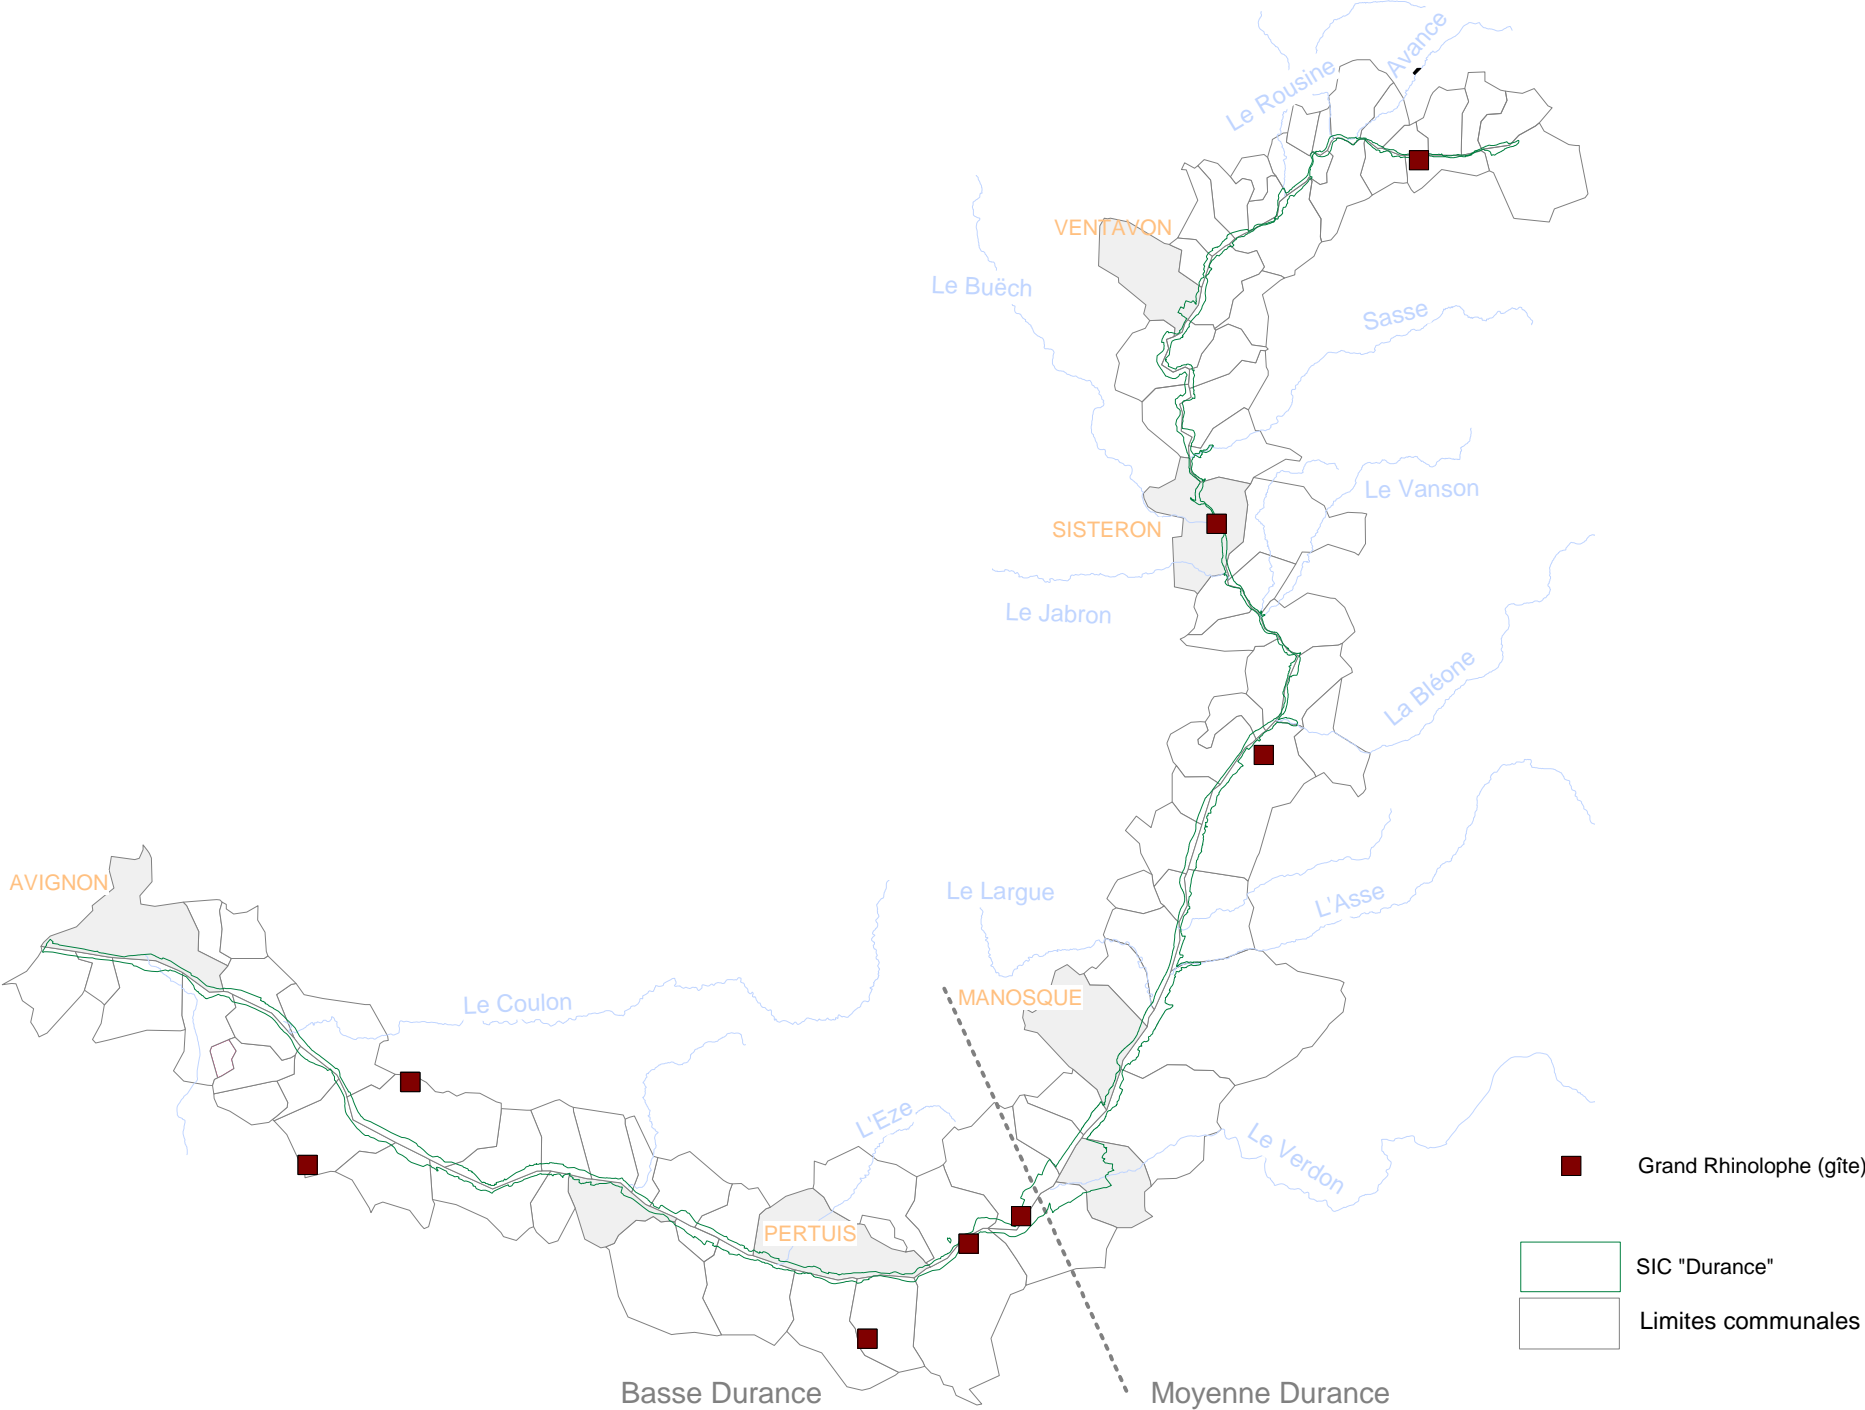 Avance
Le Rousine
VENTAVON
Le Buëch
Sasse
Le Vanson
SISTERON
Le Jabron
La Bléone
AVIGNON
Le Largue
L'Asse
MANOSQUE
Le Coulon
L'Eze
Le Verdon
Grand Rhinolophe (gîte)
PERTUIS
SIC "Durance"
Limites communales
Basse Durance
Moyenne Durance